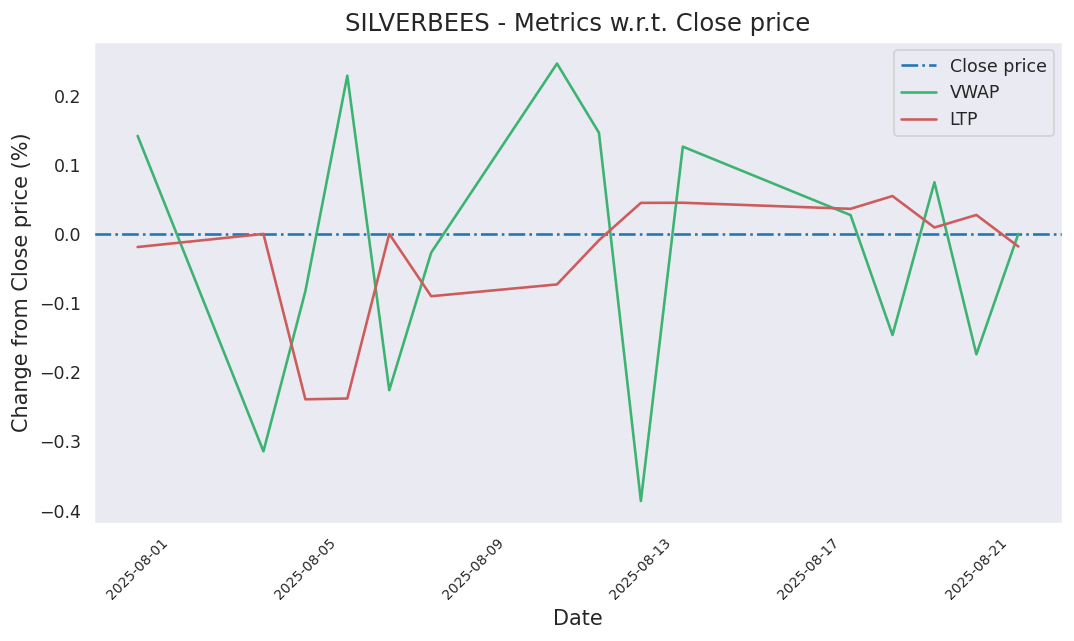 SILVERBEES - Metrics w.r.t. Close price
Close price
VWAP
LTP
Change from Close price (%)
0.2
0.1
0.0
−0.1
−0.2
−0.3
−0.4
2025-08-01
2025-08-05
2025-08-09
2025-08-13
2025-08-17
2025-08-21
Date